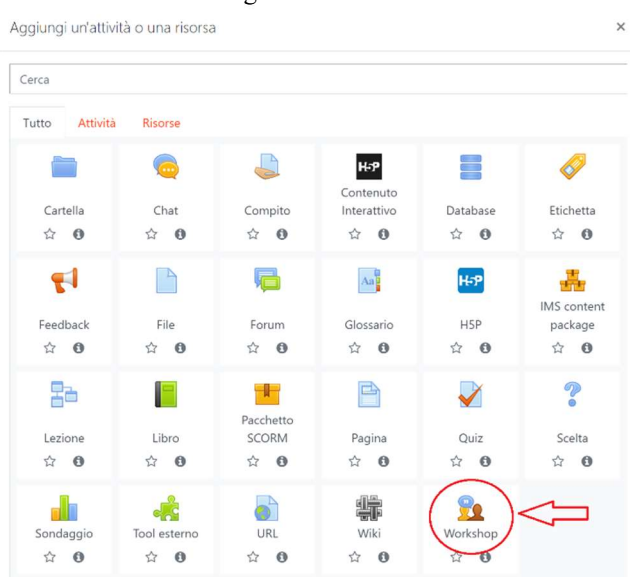 Aggiungi un'attività o una risorsa ×
Cerca
Tutto Attività Risorse
H5P
Cartella Chat Compito Contenuto Interattivo Database Etichetta
Aa H5P
Feedback File Forum Glossario H5P IMS content package
Lezione Libro Pacchetto SCORM Pagina Quiz Scelta
Sondaggio Tool esterno URL Wiki Workshop